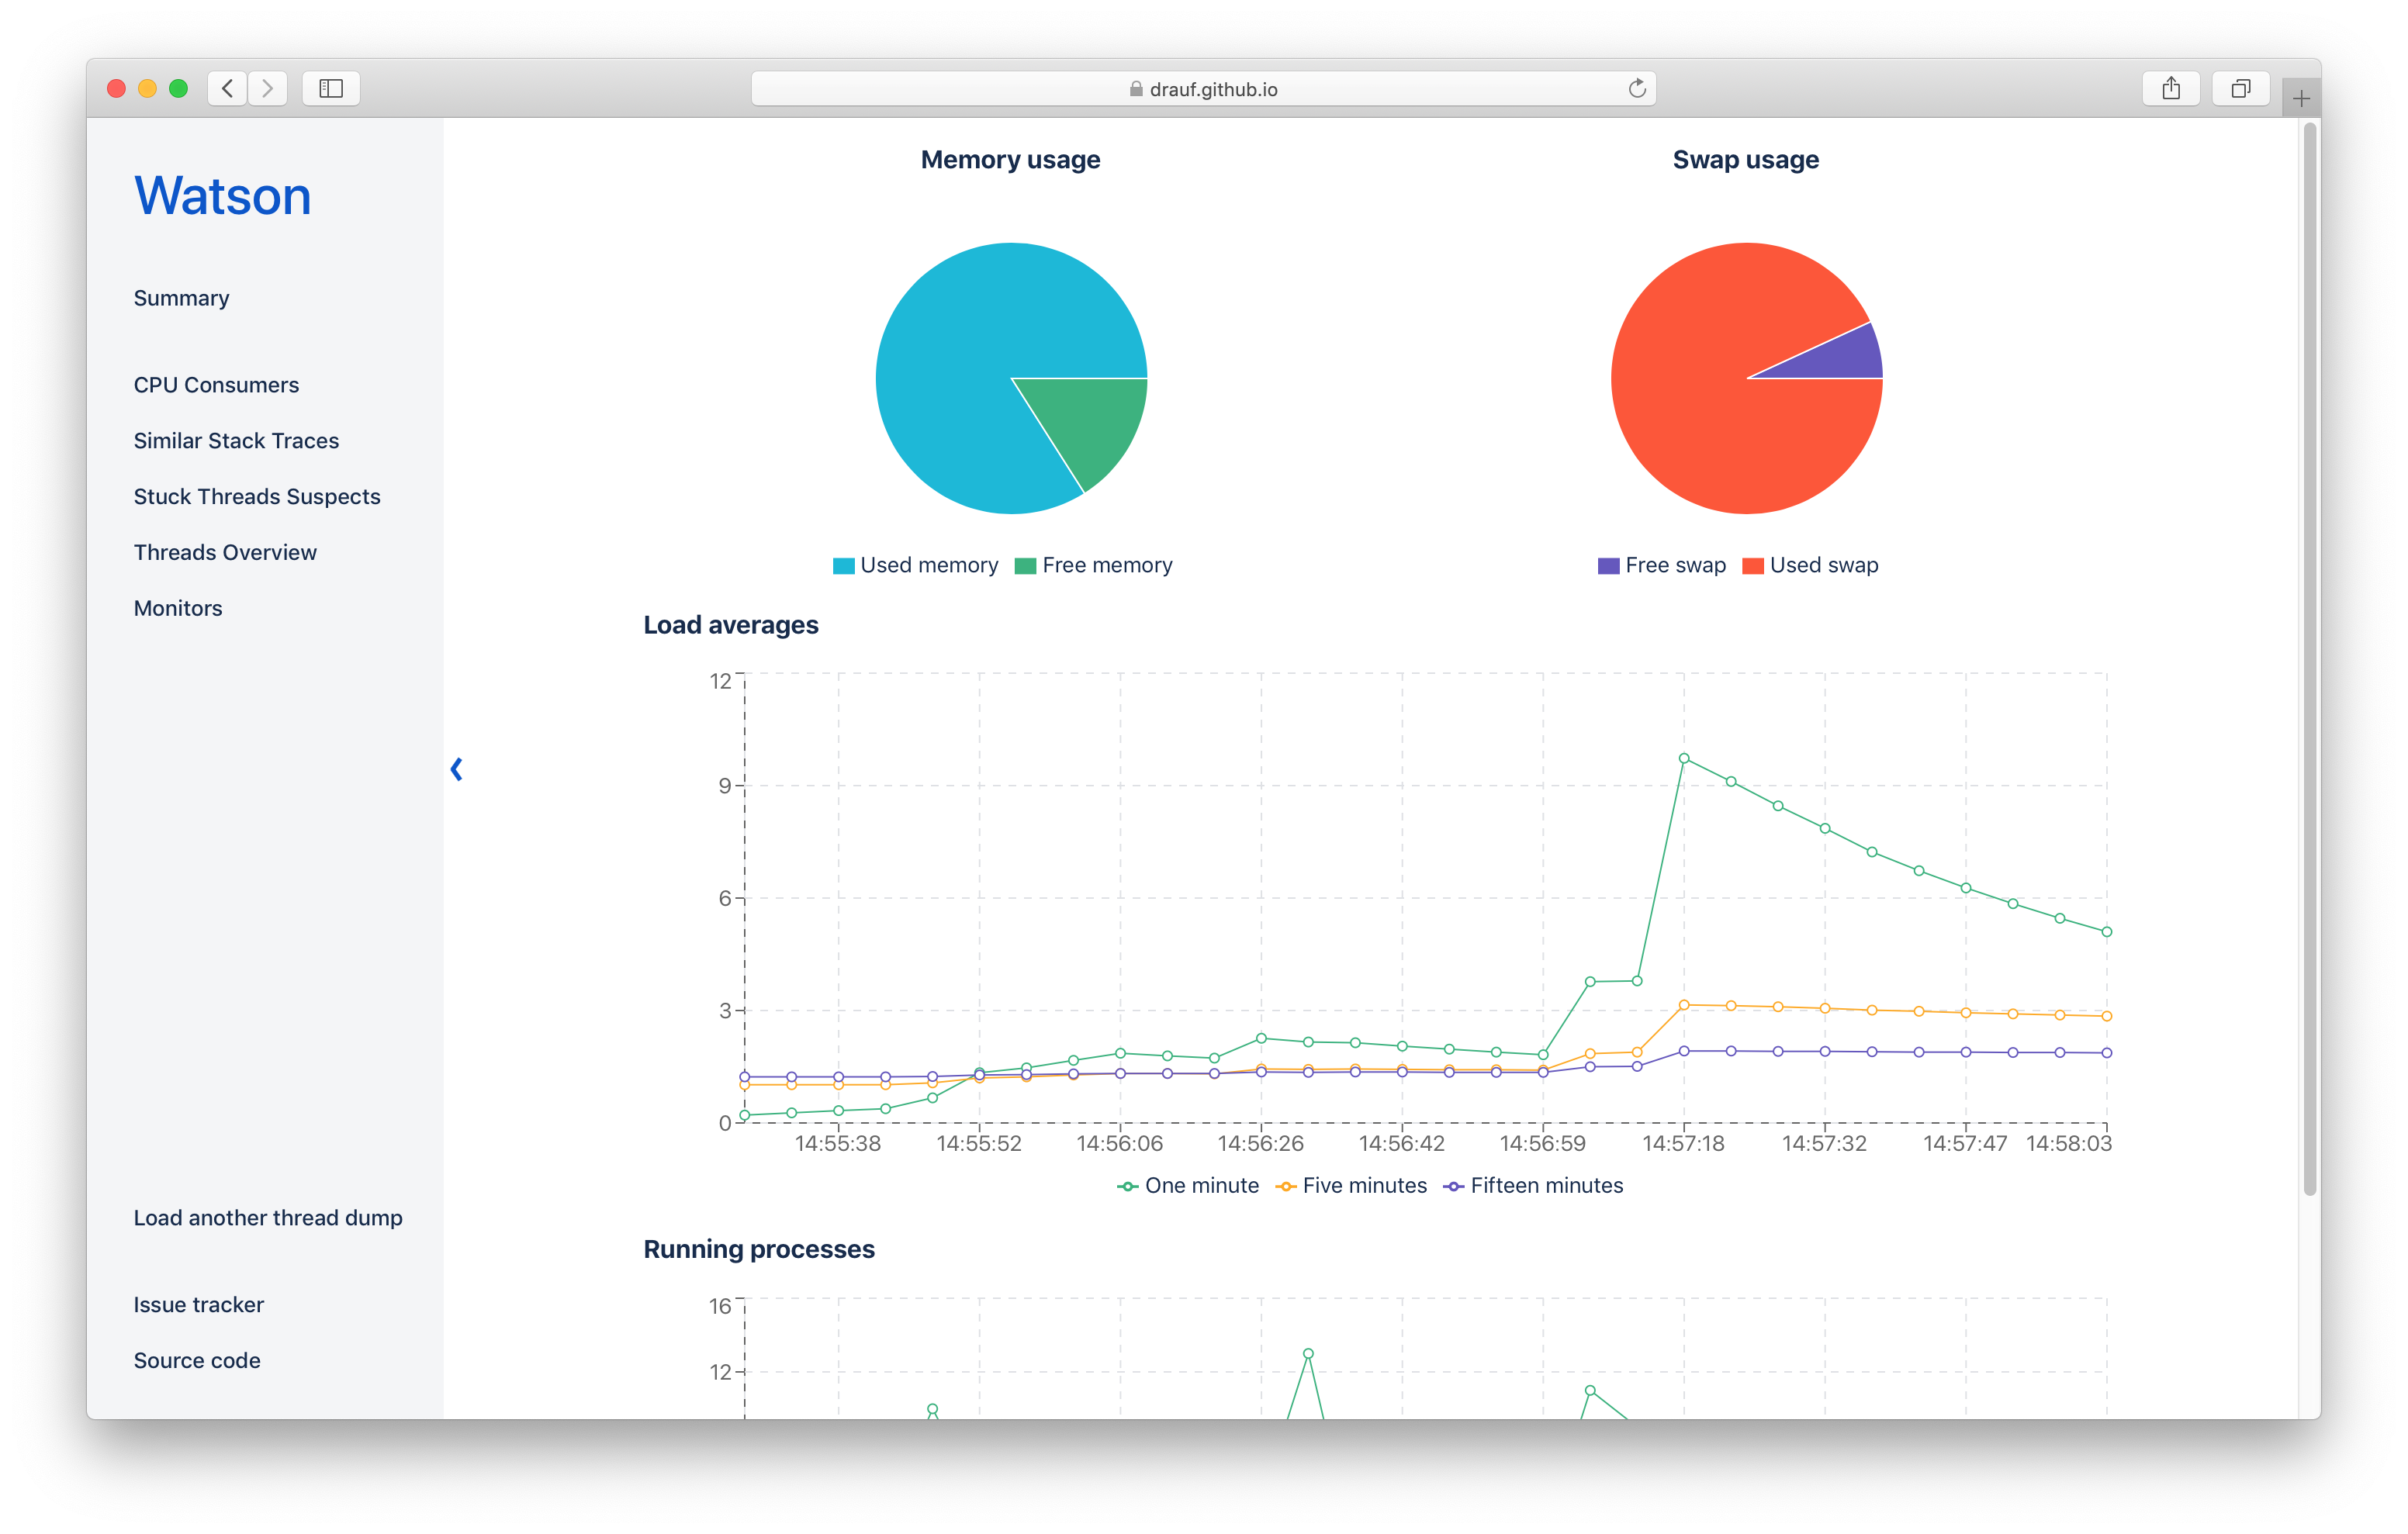 drauf.github.io
Watson
Summary
CPU Consumers
Similar Stack Traces
Stuck Threads Suspects
Threads Overview
Monitors
Load another thread dump
Issue tracker
Source code
Memory usage
Used memory Free memory
Swap usage
Free swap Used swap
Load averages
12
9
6
3
0
14:55:38 14:55:52 14:56:06 14:56:26 14:56:42 14:56:59 14:57:18 14:57:32 14:57:47 14:58:03
One minute Five minutes Fifteen minutes
Running processes
16
12